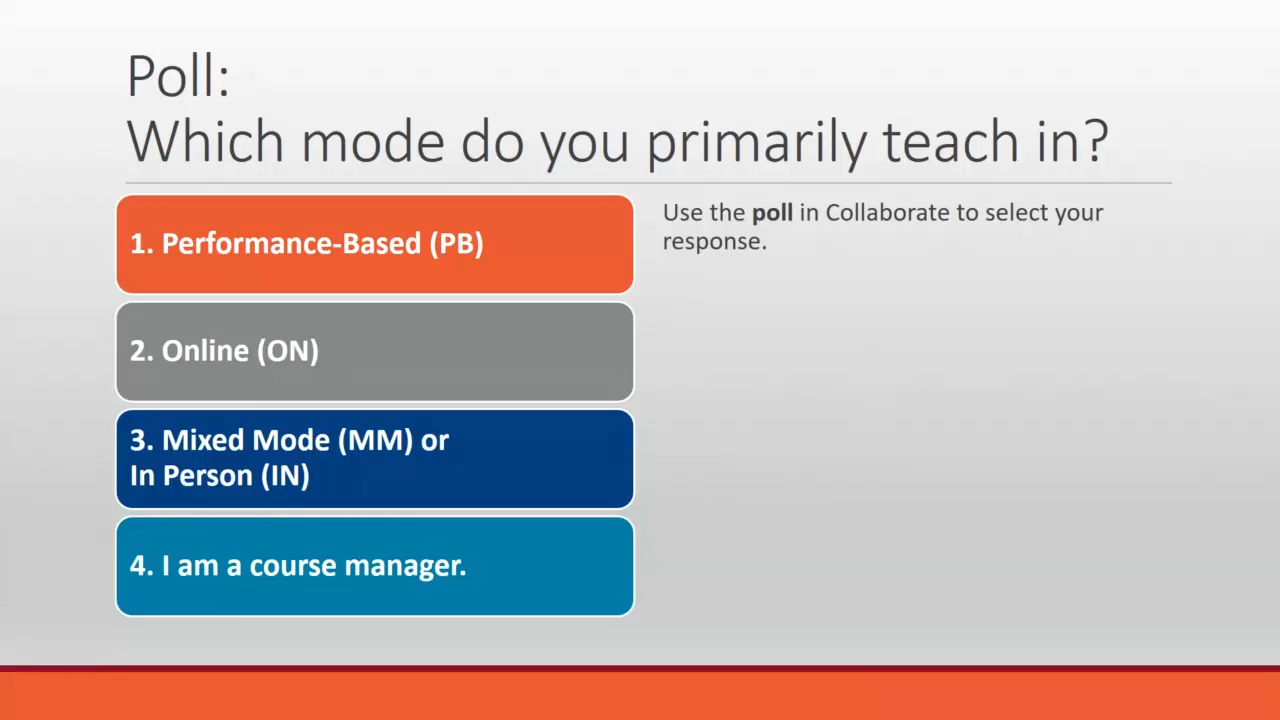 Poll:
Which mode do you primarily teach in?
1. Performance-Based (PB)
2. Online (ON)
3. Mixed Mode (MM) or
In Person (IN)
4. I am a course manager.
Use the poll in Collaborate to select your
response.